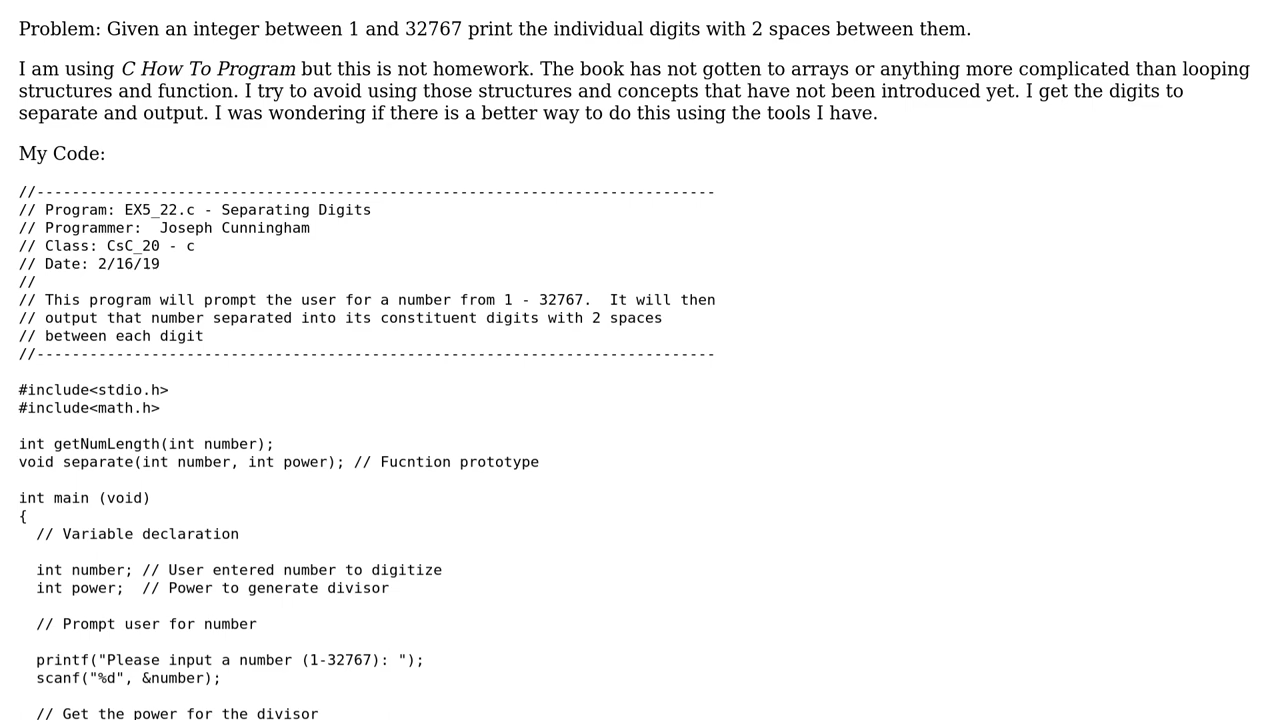 Problem: Given an integer between 1 and 32767 print the individual digits with 2 spaces between them.
I am using C How To Program but this is not homework. The book has not gotten to arrays or anything more complicated than looping
structures and function. I try to avoid using those structures and concepts that have not been introduced yet. I get the digits to
separate and output. I was wondering if there is a better way to do this using the tools I have.
My Code:
//-----------------------------------------------------------------------------
// Program: EX5_22.c - Separating Digits
// Programmer:  Joseph Cunningham
// Class: CsC_20 - c
// Date: 2/16/19
//
// This program will prompt the user for a number from 1 - 32767.  It will then
// output that number separated into its constituent digits with 2 spaces
// between each digit
//-----------------------------------------------------------------------------
#include<stdio.h>
#include<math.h>
int getNumLength(int number);
void separate(int number, int power); // Fucntion prototype
int main (void)
{
  // Variable declaration
  int number; // User entered number to digitize
  int power;  // Power to generate divisor
  // Prompt user for number
  printf("Please input a number (1-32767): ");
  scanf("%d", &number);
  // Get the power for the divisor